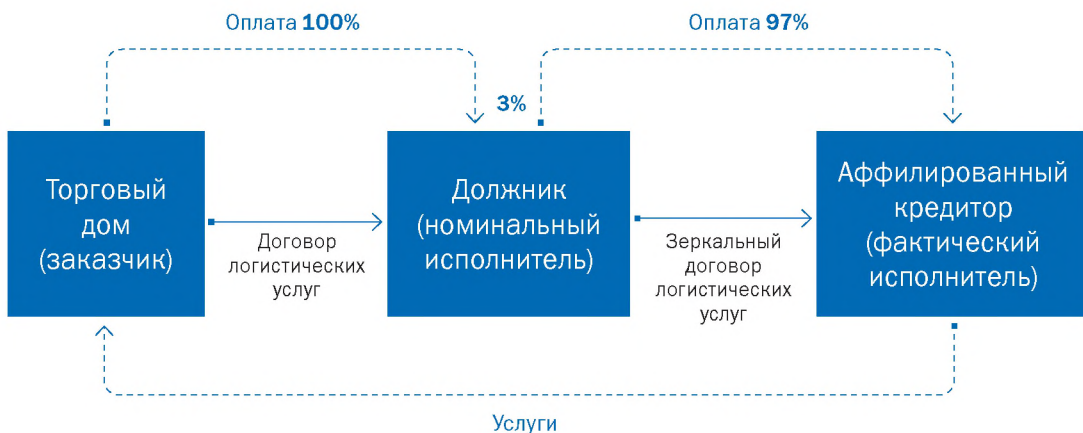 Оплата 100%
Оплата 97%
3%
Торговый
дом
(заказчик)
Договор
логистических
услуг
Должник
(номинальный
исполнитель)
Зеркальный
договор
логистических
услуг
Аффилированный
кредитор
(фактический
исполнитель)
Услуги